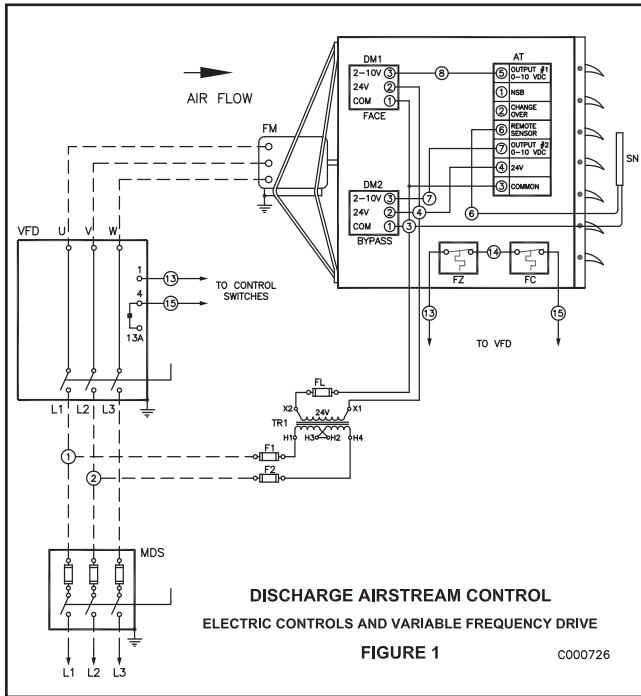 AIR FLOW
FM
DM1
2-10V 3
24V 2
COM 1
FACE
8
AT
5 OUTPUT #1 0-10 VDC
1 NSB
2 CHANGE OVER
6 REMOTE SENSOR
7 OUTPUT #2 0-10 VDC
4 24V
3 COMMON
SN
DM2
2-10V 3
24V 2
COM 1
BYPASS
7
4
3
6
14
FZ
FC
13
15
TO VFD
VFD
U V W
1
13
4
15
13A
TO CONTROL SWITCHES
L1 L2 L3
FL
X2 24V X1
TR1
H1 H3 H2 H4
1
F1
2
F2
MDS
L1 L2 L3
DISCHARGE AIRSTREAM CONTROL
ELECTRIC CONTROLS AND VARIABLE FREQUENCY DRIVE
FIGURE 1
C000726